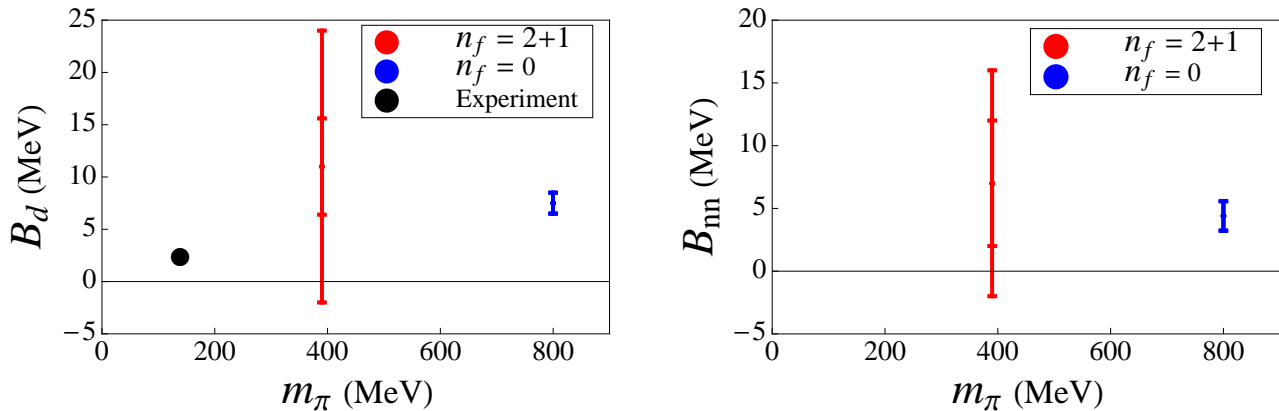 25
20
15
10
5
0
−5
B_d (MeV)
n_f = 2+1
n_f = 0
Experiment
0 200 400 600 800
m_π (MeV)
20
15
10
5
0
−5
B_nn (MeV)
n_f = 2+1
n_f = 0
0 200 400 600 800
m_π (MeV)